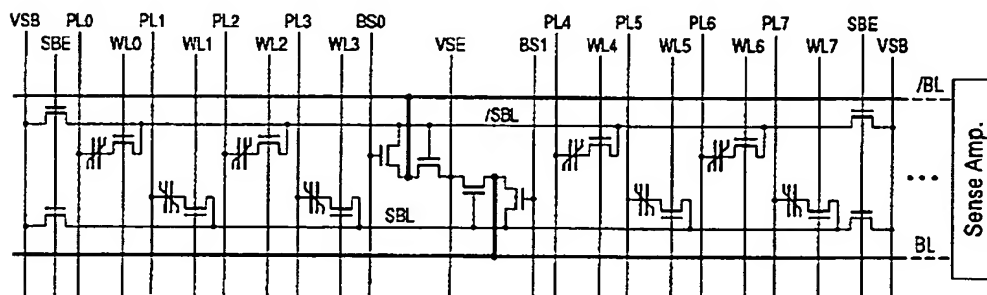 VSB PL0 PL1 PL2 PL3 BS0 VSE PL4 PL5 PL6 PL7 SBE
SBE WL0 WL1 WL2 WL3 BS1 WL4 WL5 WL6 WL7 VSB
/BL
/SBL
SBL
BL
Sense Amp.